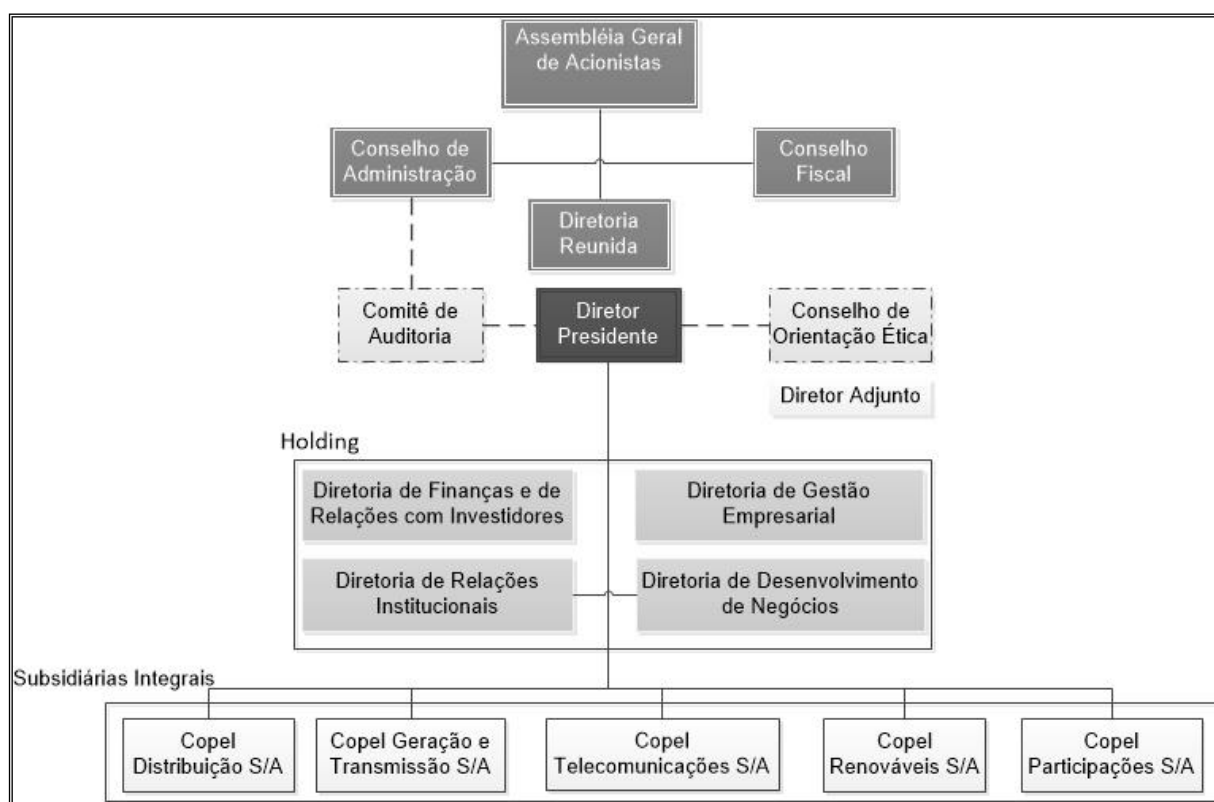 Assembléia Geral
de Acionistas
Conselho de
Administração
Conselho
Fiscal
Diretoria
Reunida
Comitê de
Auditoria
Diretor
Presidente
Conselho de
Orientação Ética
Diretor Adjunto
Holding
Diretoria de Finanças e de
Relações com Investidores
Diretoria de Gestão
Empresarial
Diretoria de Relações
Institucionais
Diretoria de Desenvolvimento
de Negócios
Subsidiárias Integrais
Copel
Distribuição S/A
Copel Geração e
Transmissão S/A
Copel
Telecomunicações S/A
Copel
Renováveis S/A
Copel
Participações S/A